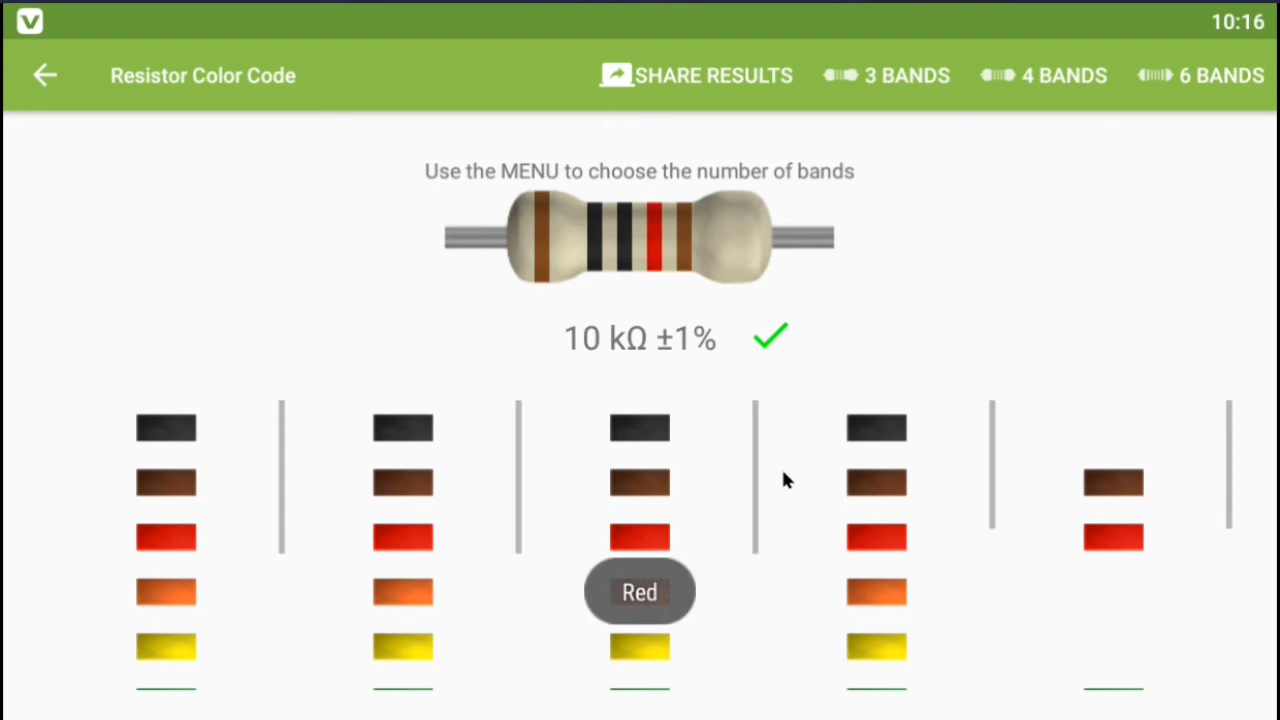 10:16
Resistor Color Code
SHARE RESULTS
3 BANDS
4 BANDS
6 BANDS
Use the MENU to choose the number of bands
10 kΩ ±1%
Red